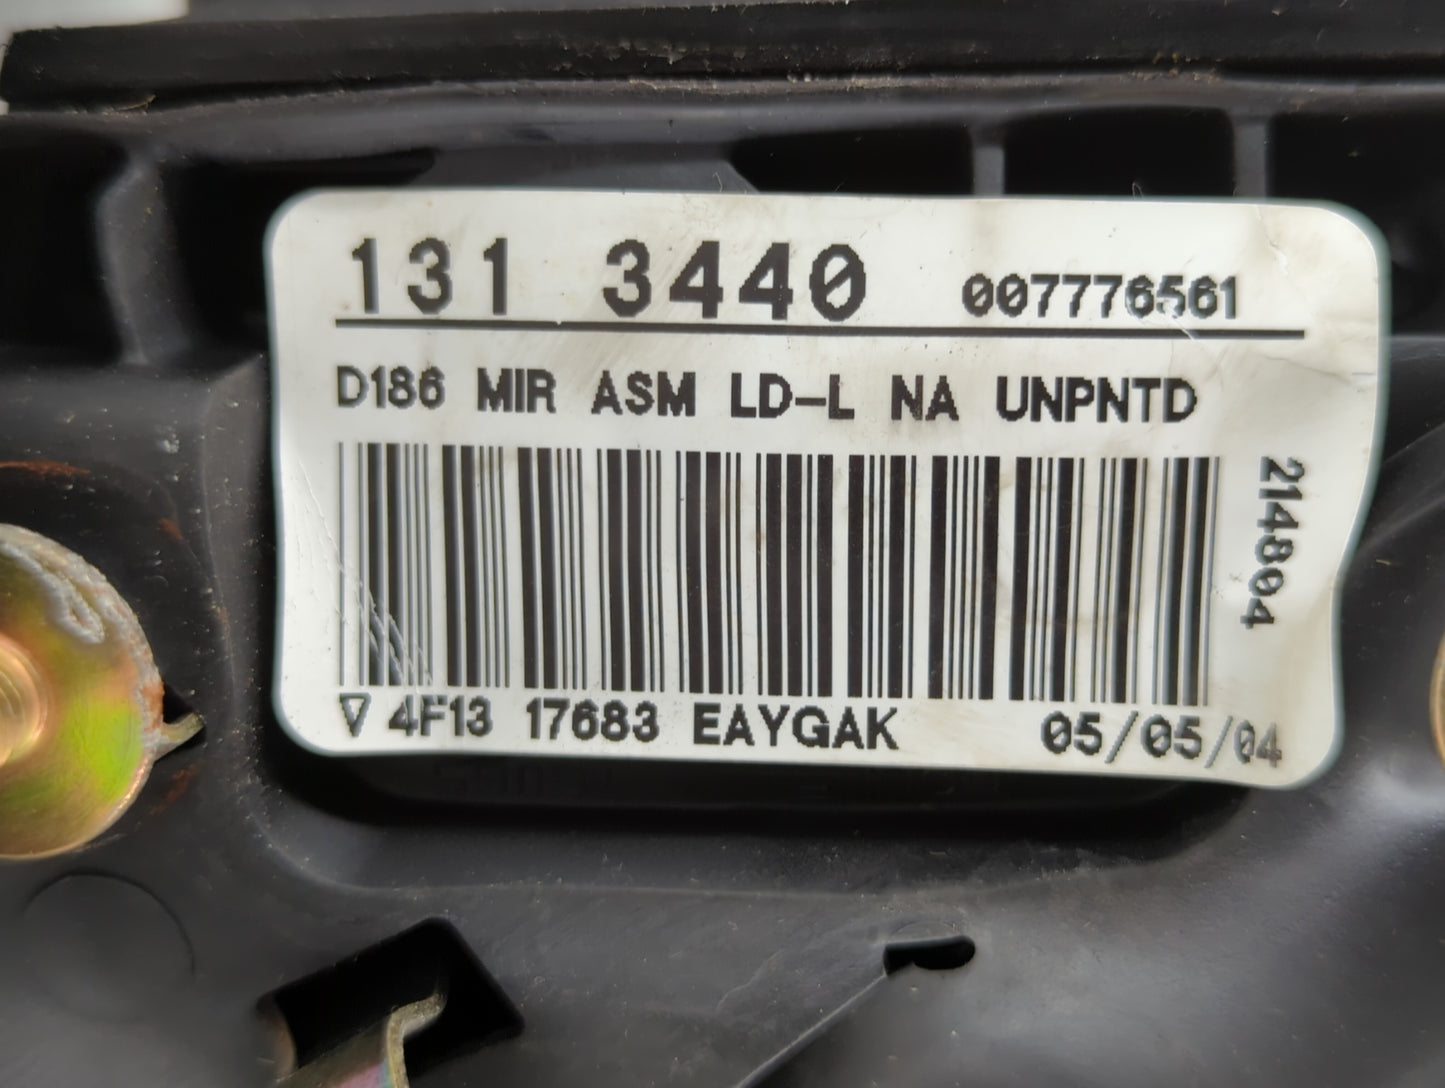 131 3440 007776561
D186 MIR ASM LD-L NA UNPNTD
214804
∇ 4F13 17683 EAYGAK 05/05/04